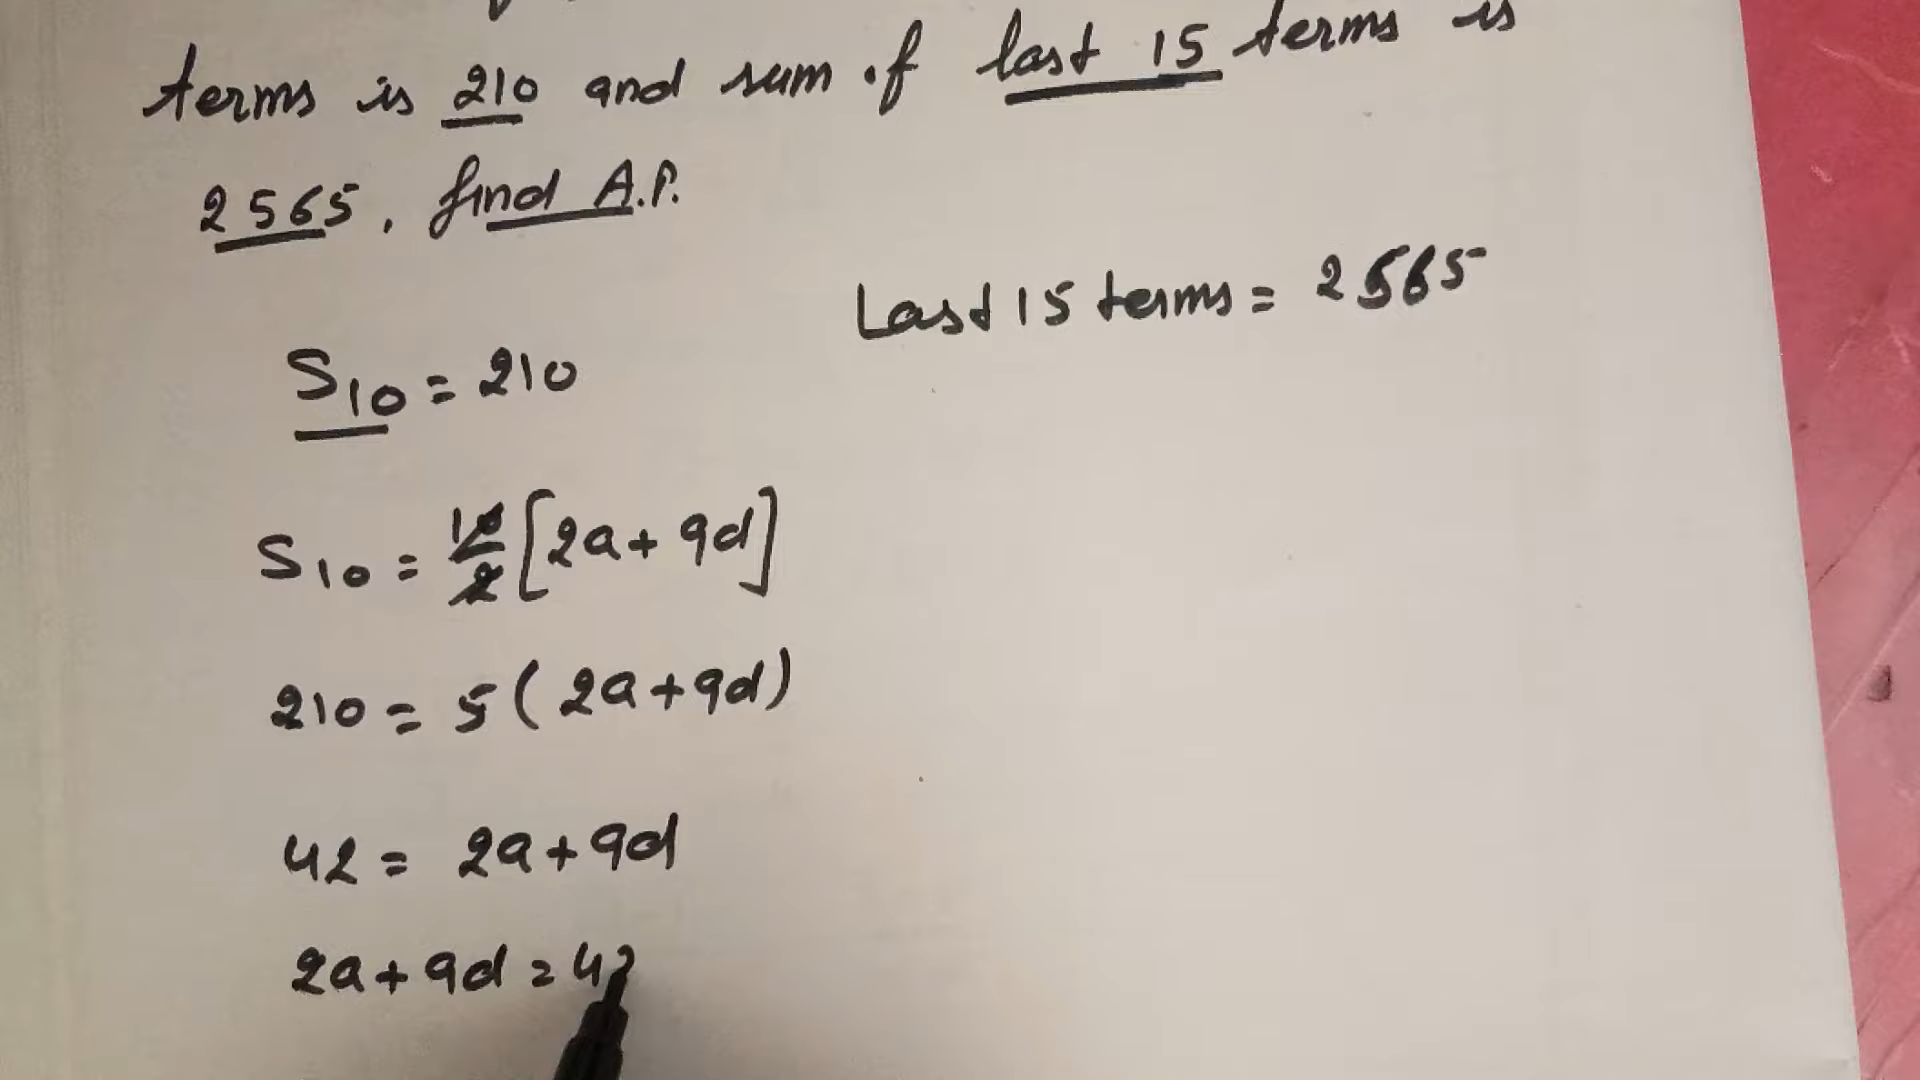 terms is 210 and sum of last 15 terms is
2565, find A.P.
Last 15 terms = 2565
S10 = 210
S10 = 10/2 [2a + 9d]
210 = 5 ( 2a + 9d )
42 = 2a + 9d
2a + 9d = 42